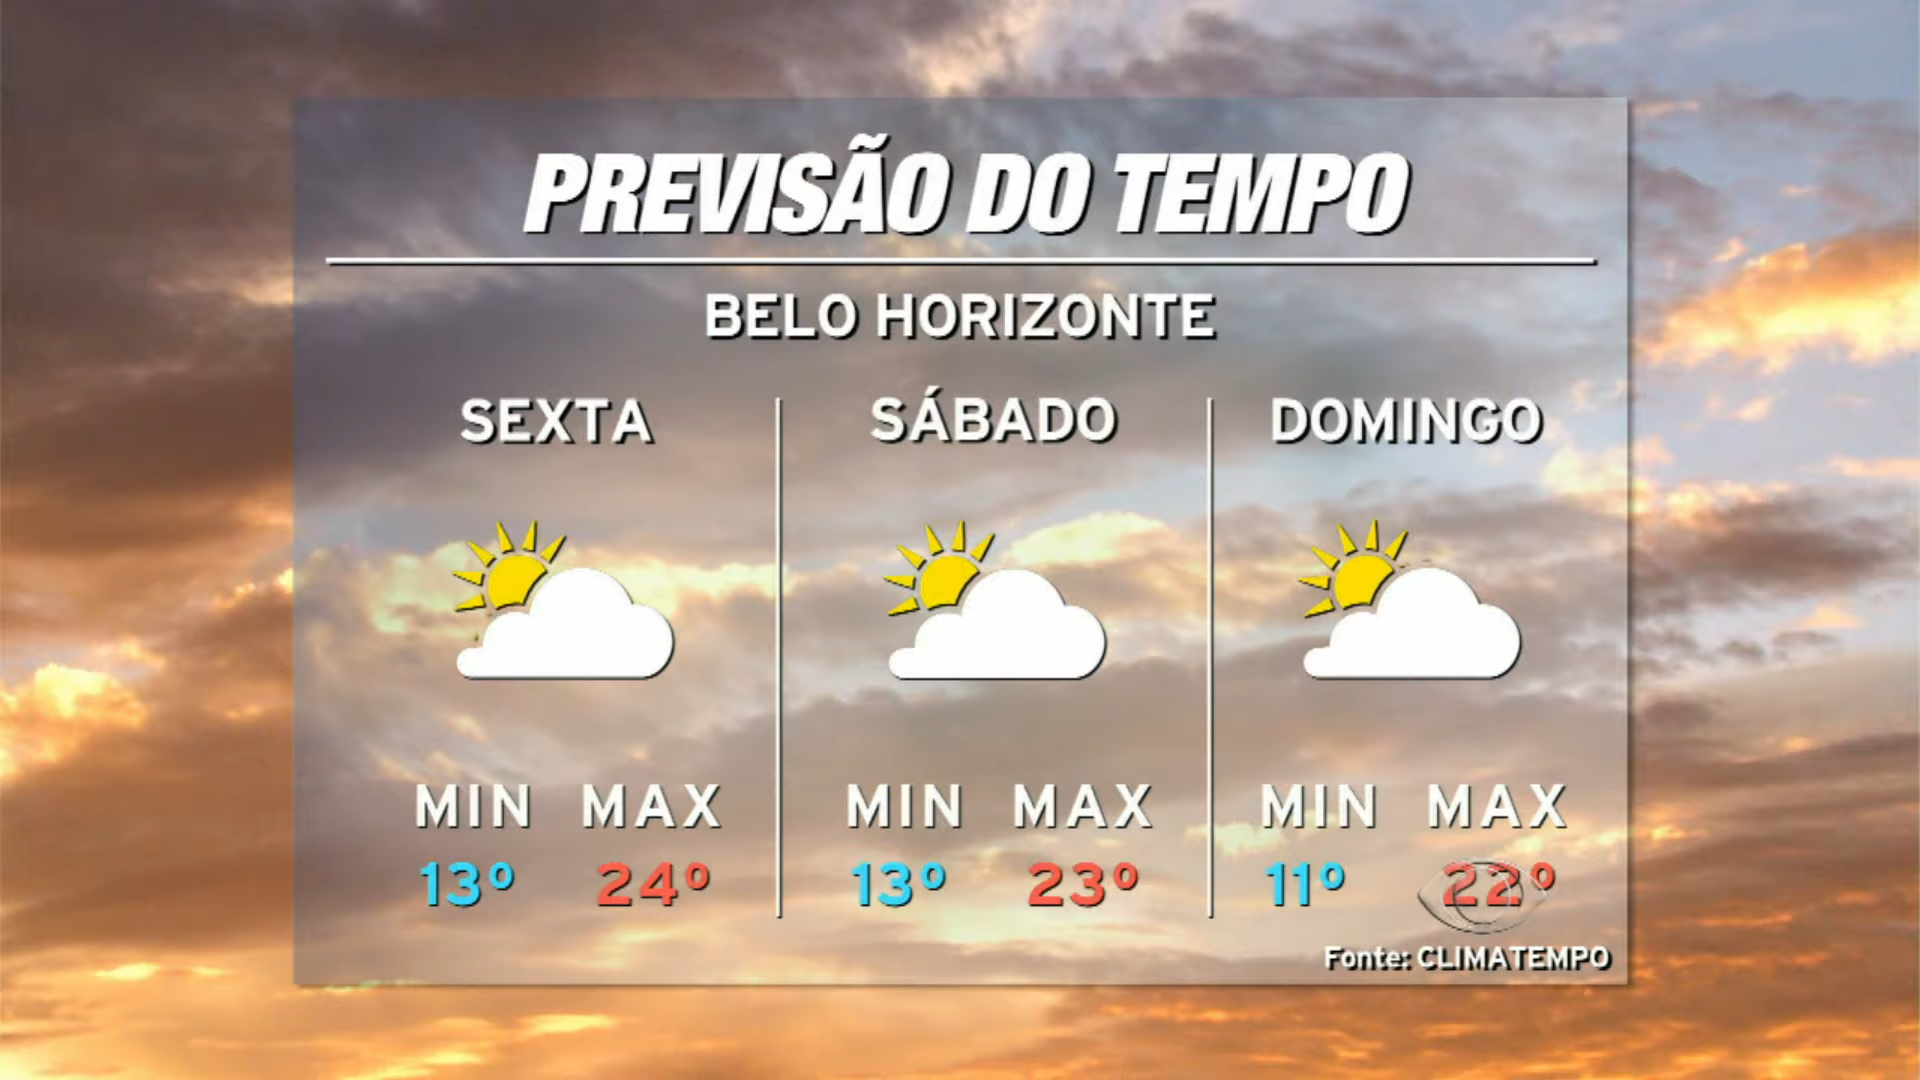 PREVISÃO DO TEMPO
BELO HORIZONTE
SEXTA
SÁBADO
DOMINGO
MIN MAX
MIN MAX
MIN MAX
13º 24º
13º 23º
11º 22º
Fonte: CLIMATEMPO